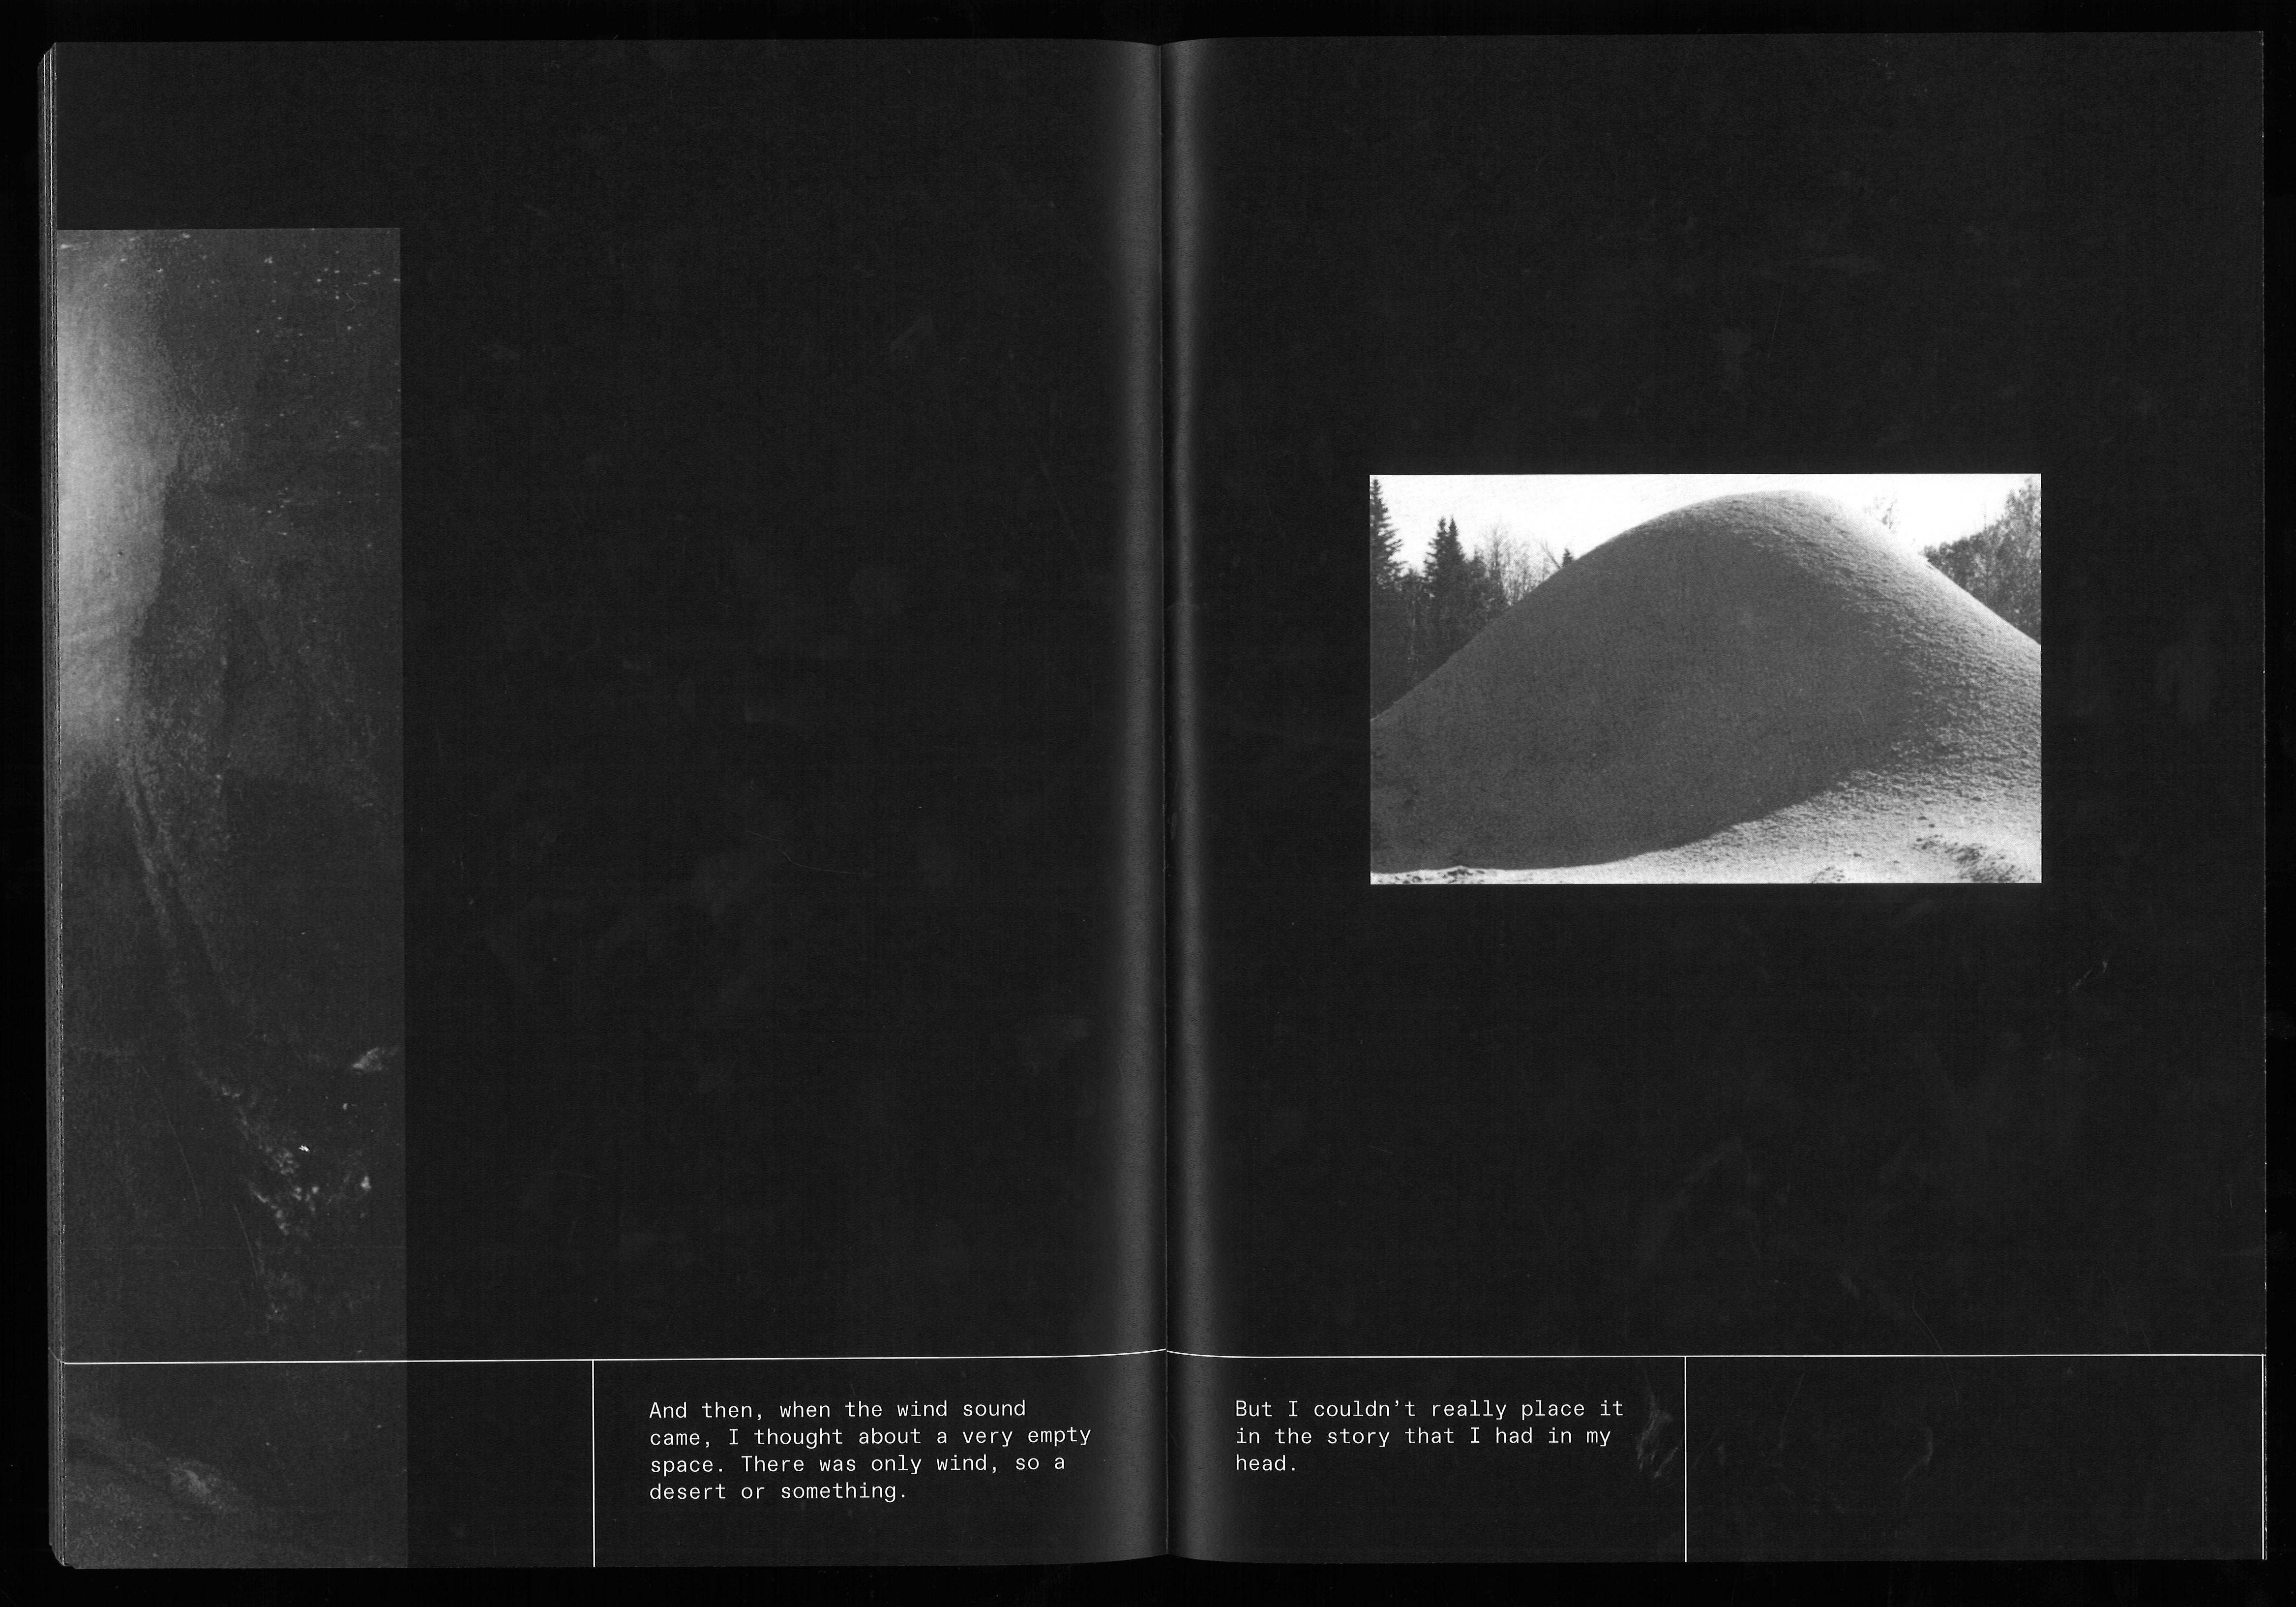 And then, when the wind sound
came, I thought about a very empty
space. There was only wind, so a
desert or something.
But I couldn’t really place it
in the story that I had in my
head.